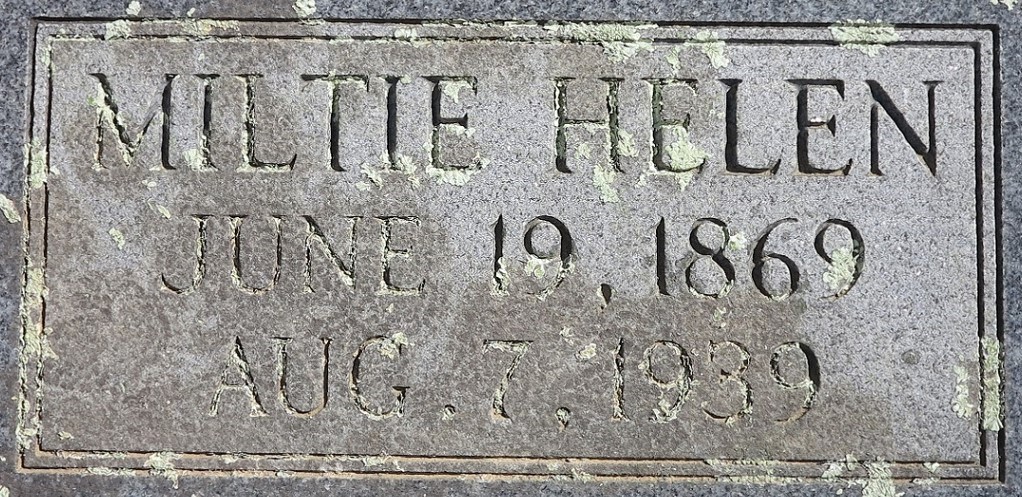 MILTIE HELEN
JUNE 19, 1869
AUG. 7, 1939